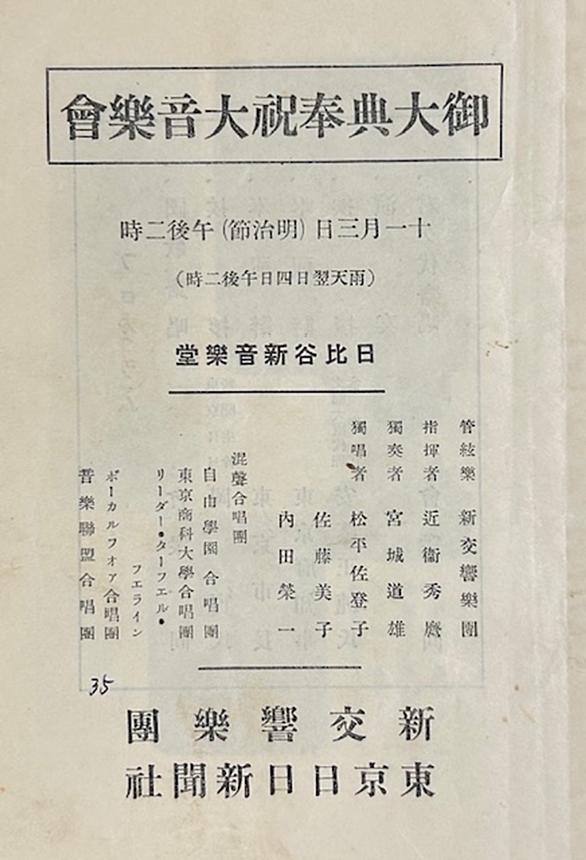 御大典奉祝大音樂會
十一月三日(明治節)午後二時
(雨天翌日四日午後二時)
日比谷新音樂堂
管絃樂 新交響樂團
指揮者 近衞秀麿
獨奏者 宮城道雄
獨唱者 松平佐登子
佐藤美子
內田榮一
混聲合唱團
自由學園合唱團
東京商科大學合唱團
リーダー・ターフエル・
フエライン
ボーカルフオア合唱團
音樂聯盟合唱團
35
新交響樂團
東京日日新聞社